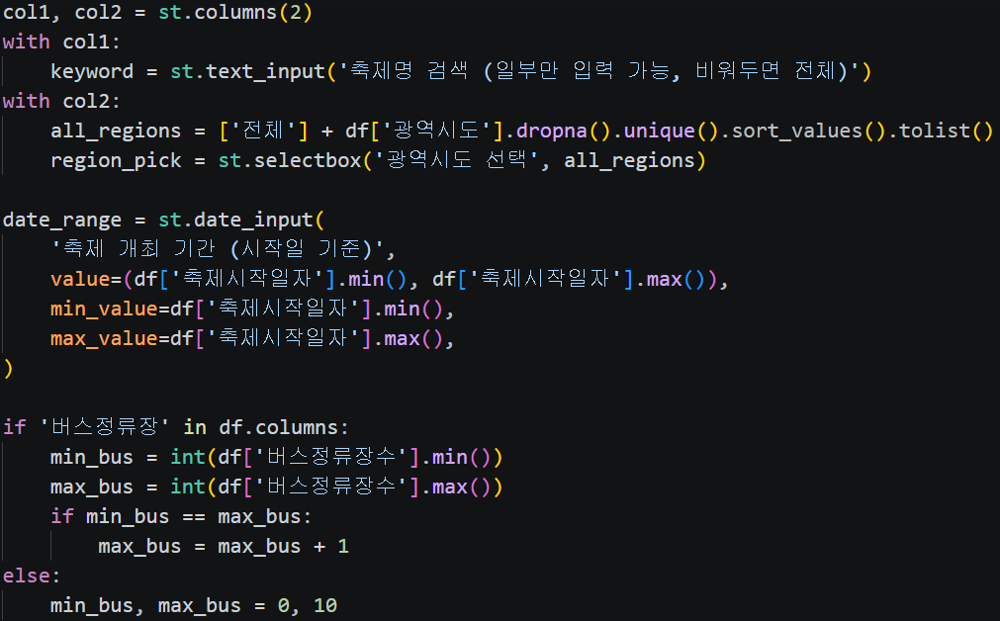 col1, col2 = st.columns(2)
with col1:
    keyword = st.text_input('축제명 검색 (일부만 입력 가능, 비워두면 전체)')
with col2:
    all_regions = ['전체'] + df['광역시도'].dropna().unique().sort_values().tolist()
    region_pick = st.selectbox('광역시도 선택', all_regions)

date_range = st.date_input(
    '축제 개최 기간 (시작일 기준)',
    value=(df['축제시작일자'].min(), df['축제시작일자'].max()),
    min_value=df['축제시작일자'].min(),
    max_value=df['축제시작일자'].max(),
)

if '버스정류장' in df.columns:
    min_bus = int(df['버스정류장수'].min())
    max_bus = int(df['버스정류장수'].max())
    if min_bus == max_bus:
        max_bus = max_bus + 1
else:
    min_bus, max_bus = 0, 10